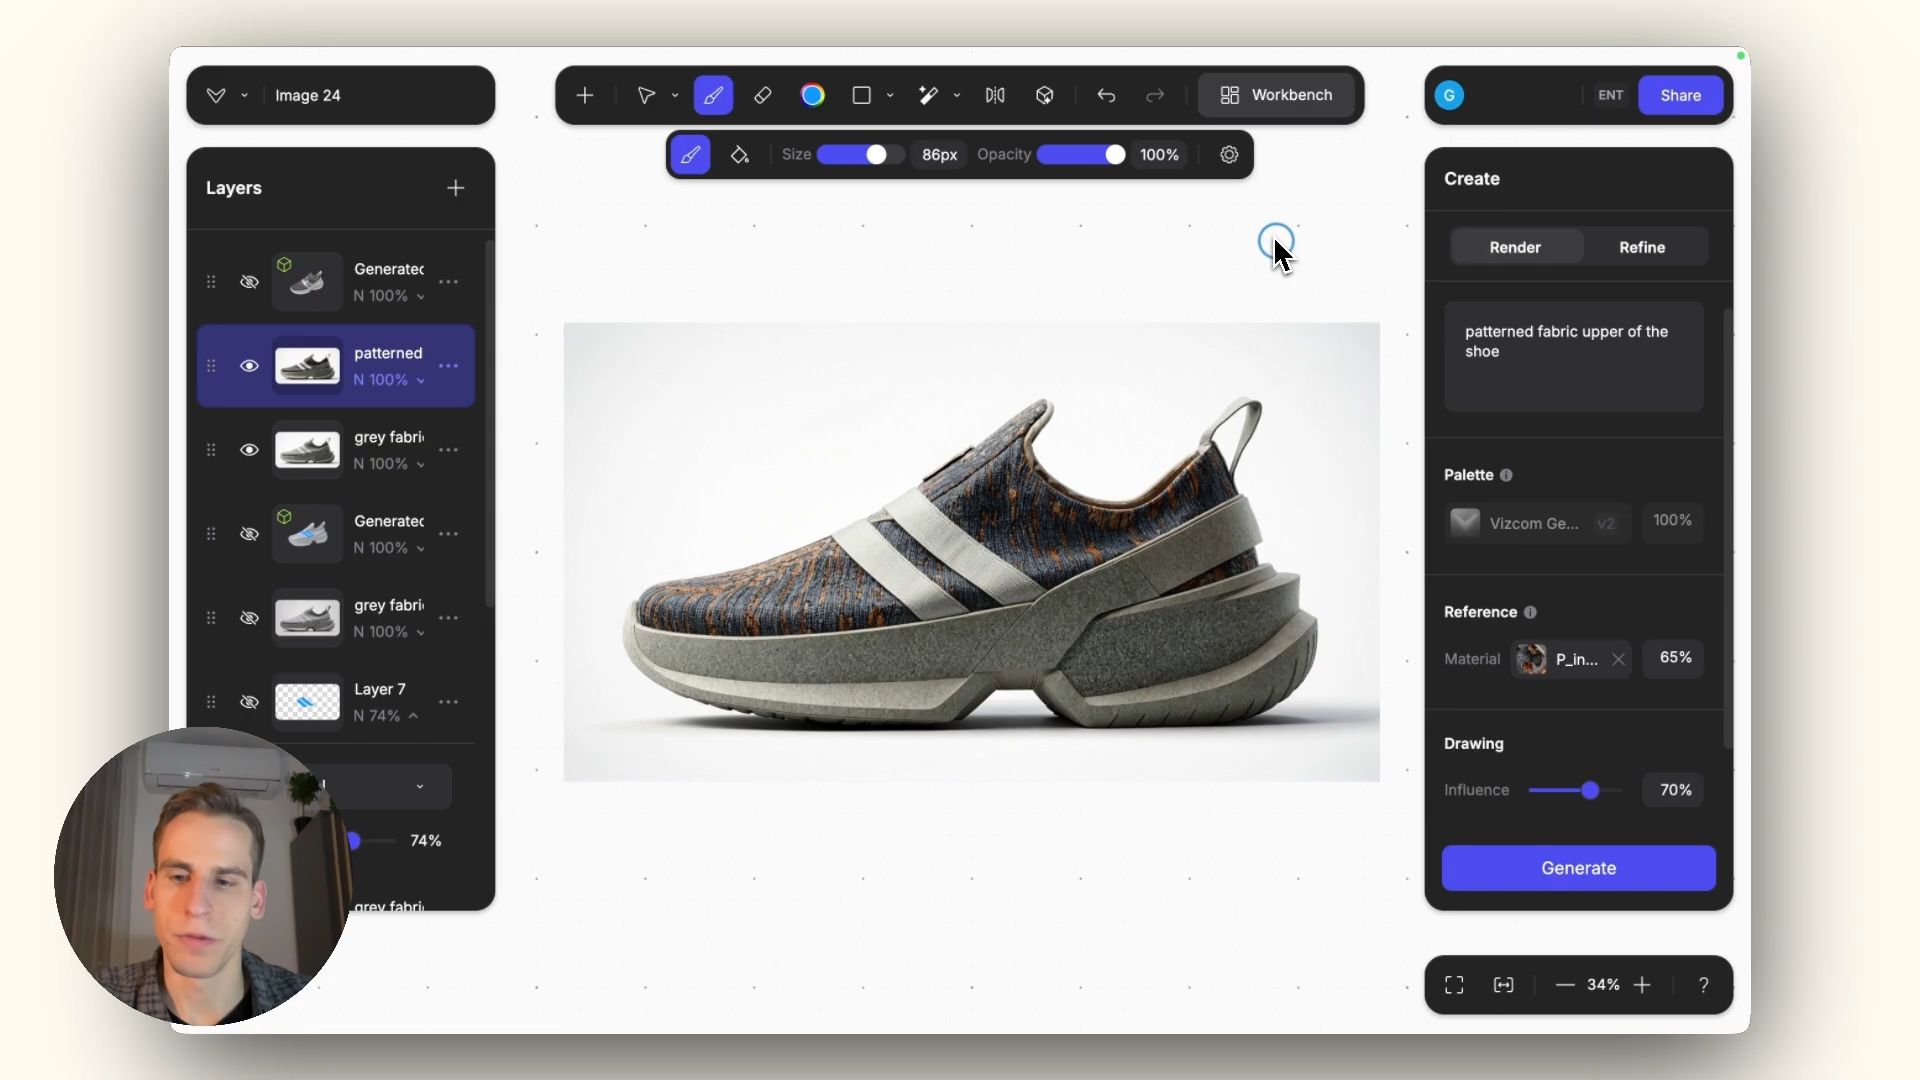 Image 24
Workbench
G
ENT
Share
Size
86px
Opacity
100%
Layers
Generated
N 100%
patterned
N 100%
grey fabri
N 100%
Generated
N 100%
grey fabri
N 100%
Layer 7
N 74%
74%
grey fabri
Create
Render
Refine
patterned fabric upper of the
shoe
Palette
Vizcom Ge...
v2
100%
Reference
Material
P_in...
65%
Drawing
Influence
70%
Generate
34%
?